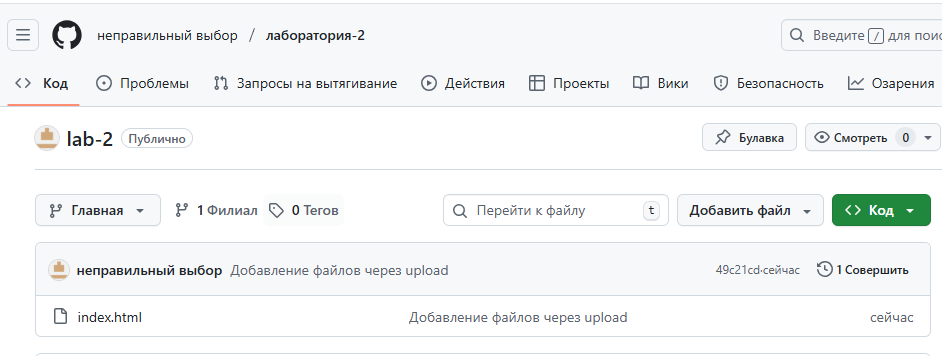 неправильный выбор / лаборатория-2 Введите / для поис
Код Проблемы Запросы на вытягивание Действия Проекты Вики Безопасность Озарения
lab-2 Публично Булавка Смотреть 0
Главная 1 Филиал 0 Тегов Перейти к файлу t Добавить файл Код
неправильный выбор Добавление файлов через upload 49c21cd·сейчас 1 Совершить
index.html Добавление файлов через upload сейчас